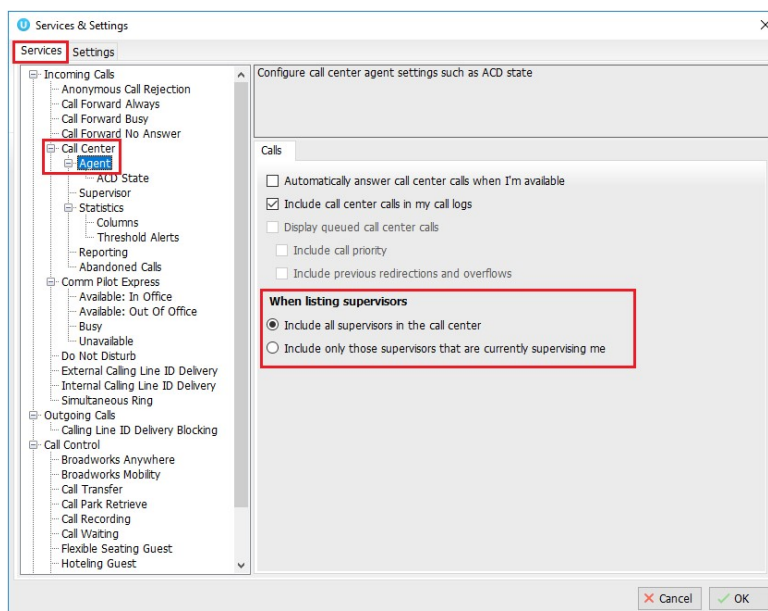 Services & Settings
Services Settings
Incoming Calls
Anonymous Call Rejection
Call Forward Always
Call Forward Busy
Call Forward No Answer
Call Center
Agent
ACD State
Supervisor
Statistics
Columns
Threshold Alerts
Reporting
Abandoned Calls
Comm Pilot Express
Available: In Office
Available: Out Of Office
Busy
Unavailable
Do Not Disturb
External Calling Line ID Delivery
Internal Calling Line ID Delivery
Simultaneous Ring
Outgoing Calls
Calling Line ID Delivery Blocking
Call Control
Broadworks Anywhere
Broadworks Mobility
Call Transfer
Call Park Retrieve
Call Recording
Call Waiting
Flexible Seating Guest
Hoteling Guest
Configure call center agent settings such as ACD state
Calls
Automatically answer call center calls when I'm available
Include call center calls in my call logs
Display queued call center calls
Include call priority
Include previous redirections and overflows
When listing supervisors
Include all supervisors in the call center
Include only those supervisors that are currently supervising me
Cancel OK